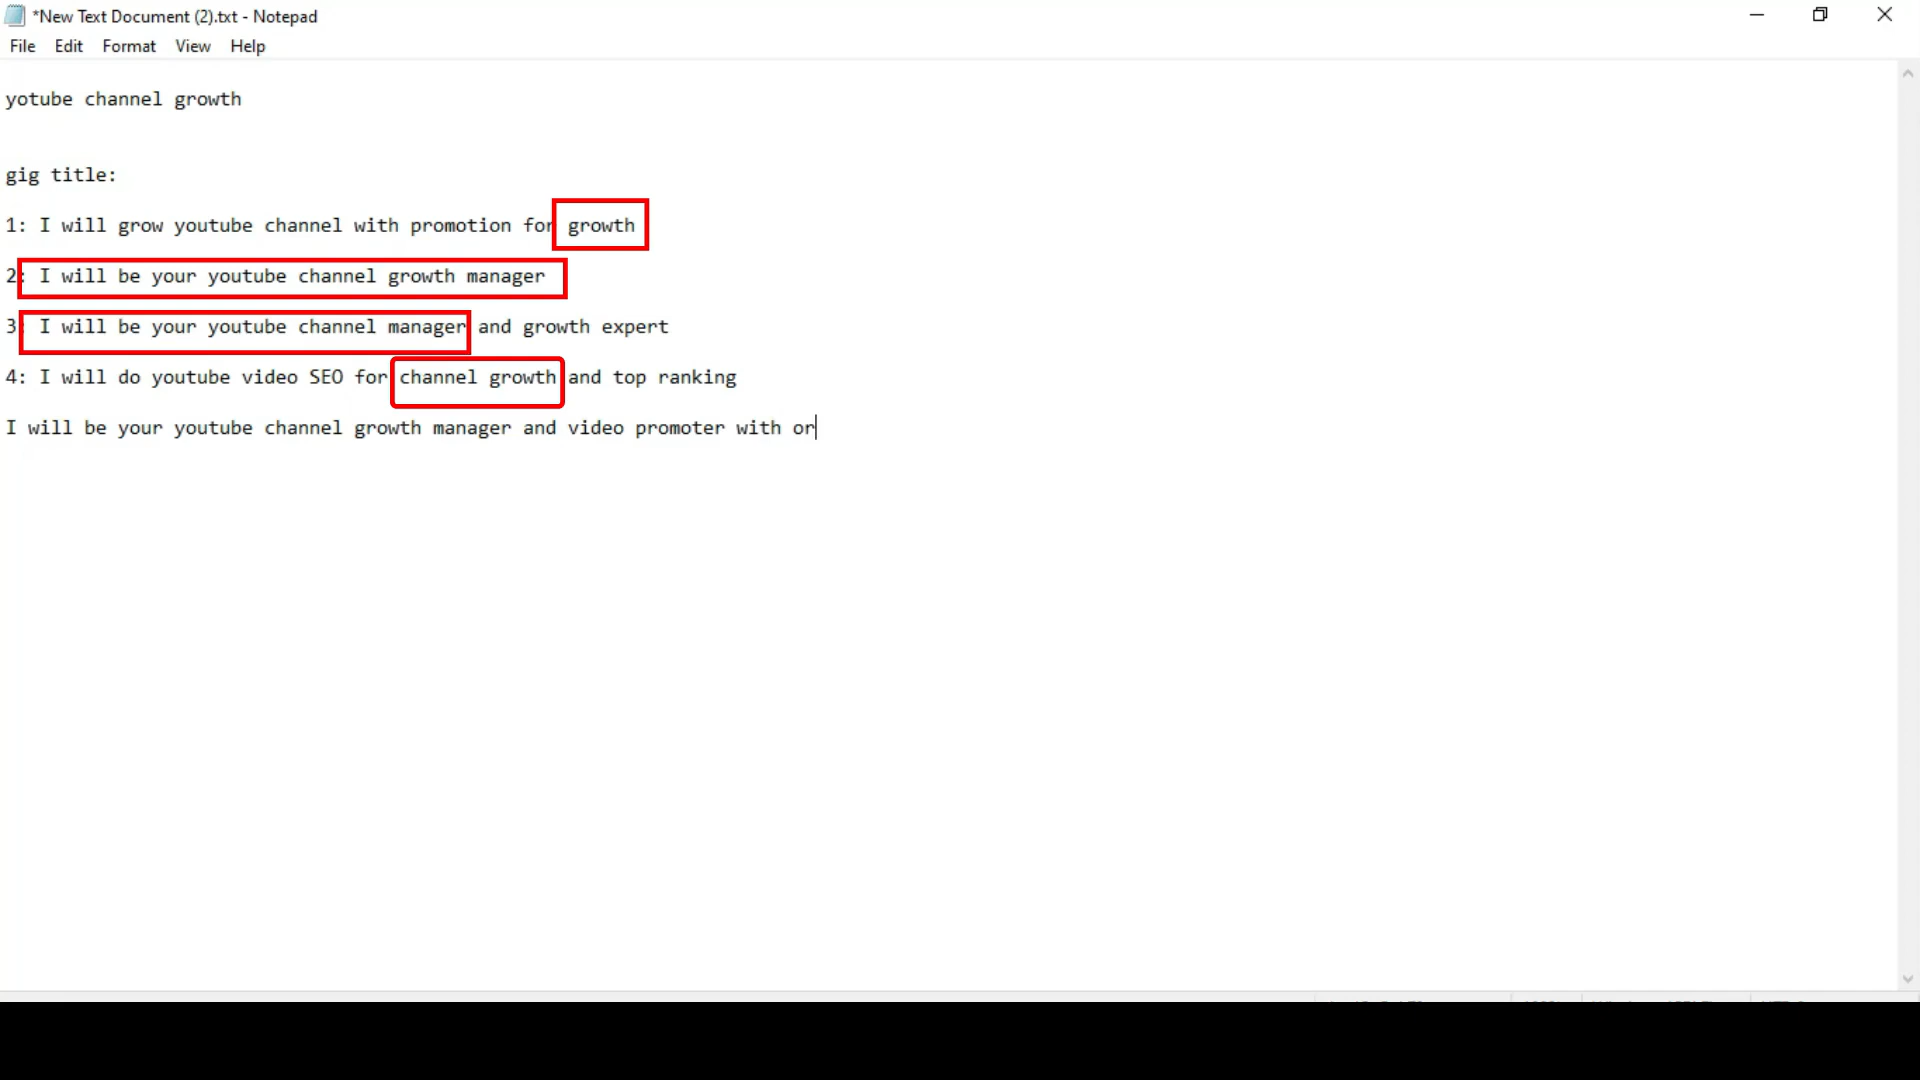 *New Text Document (2).txt - Notepad
File Edit Format View Help
yotube channel growth
gig title:
1: I will grow youtube channel with promotion for growth
2: I will be your youtube channel growth manager
3: I will be your youtube channel manager and growth expert
4: I will do youtube video SEO for channel growth and top ranking
I will be your youtube channel growth manager and video promoter with or